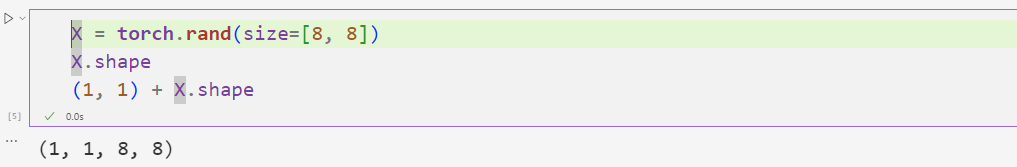 X = torch.rand(size=[8, 8])
X.shape
(1, 1) + X.shape
[5] ✓ 0.0s
... (1, 1, 8, 8)